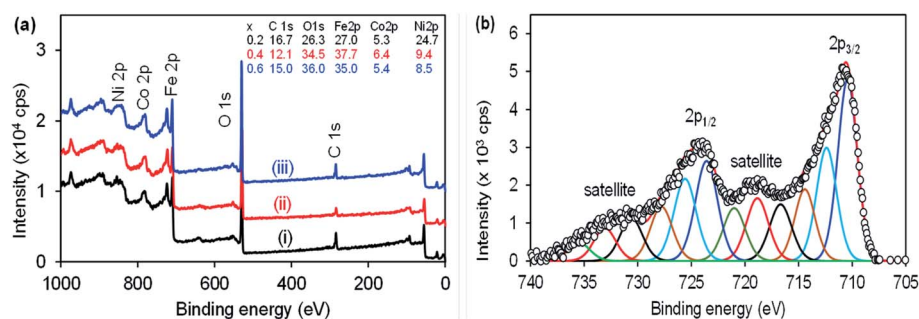 (a)
x C 1s O1s Fe2p Co2p Ni2p
0.2 16.7 26.3 27.0 5.3 24.7
0.4 12.1 34.5 37.7 6.4 9.4
0.6 15.0 36.0 35.0 5.4 8.5
Ni 2p
Co 2p
Fe 2p
O 1s
C 1s
(iii)
(ii)
(i)
Intensity (x10⁴ cps)
3
2
1
0
1000 800 600 400 200 0
Binding energy (eV)
(b)
2p3/2
2p1/2
satellite
satellite
Intensity (x 10³ cps)
6
5
4
3
2
1
0
740 735 730 725 720 715 710 705
Binding energy (eV)